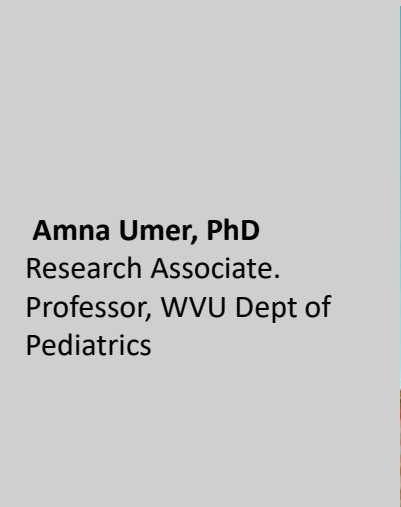 Amna Umer, PhD
Research Associate.
Professor, WVU Dept of
Pediatrics